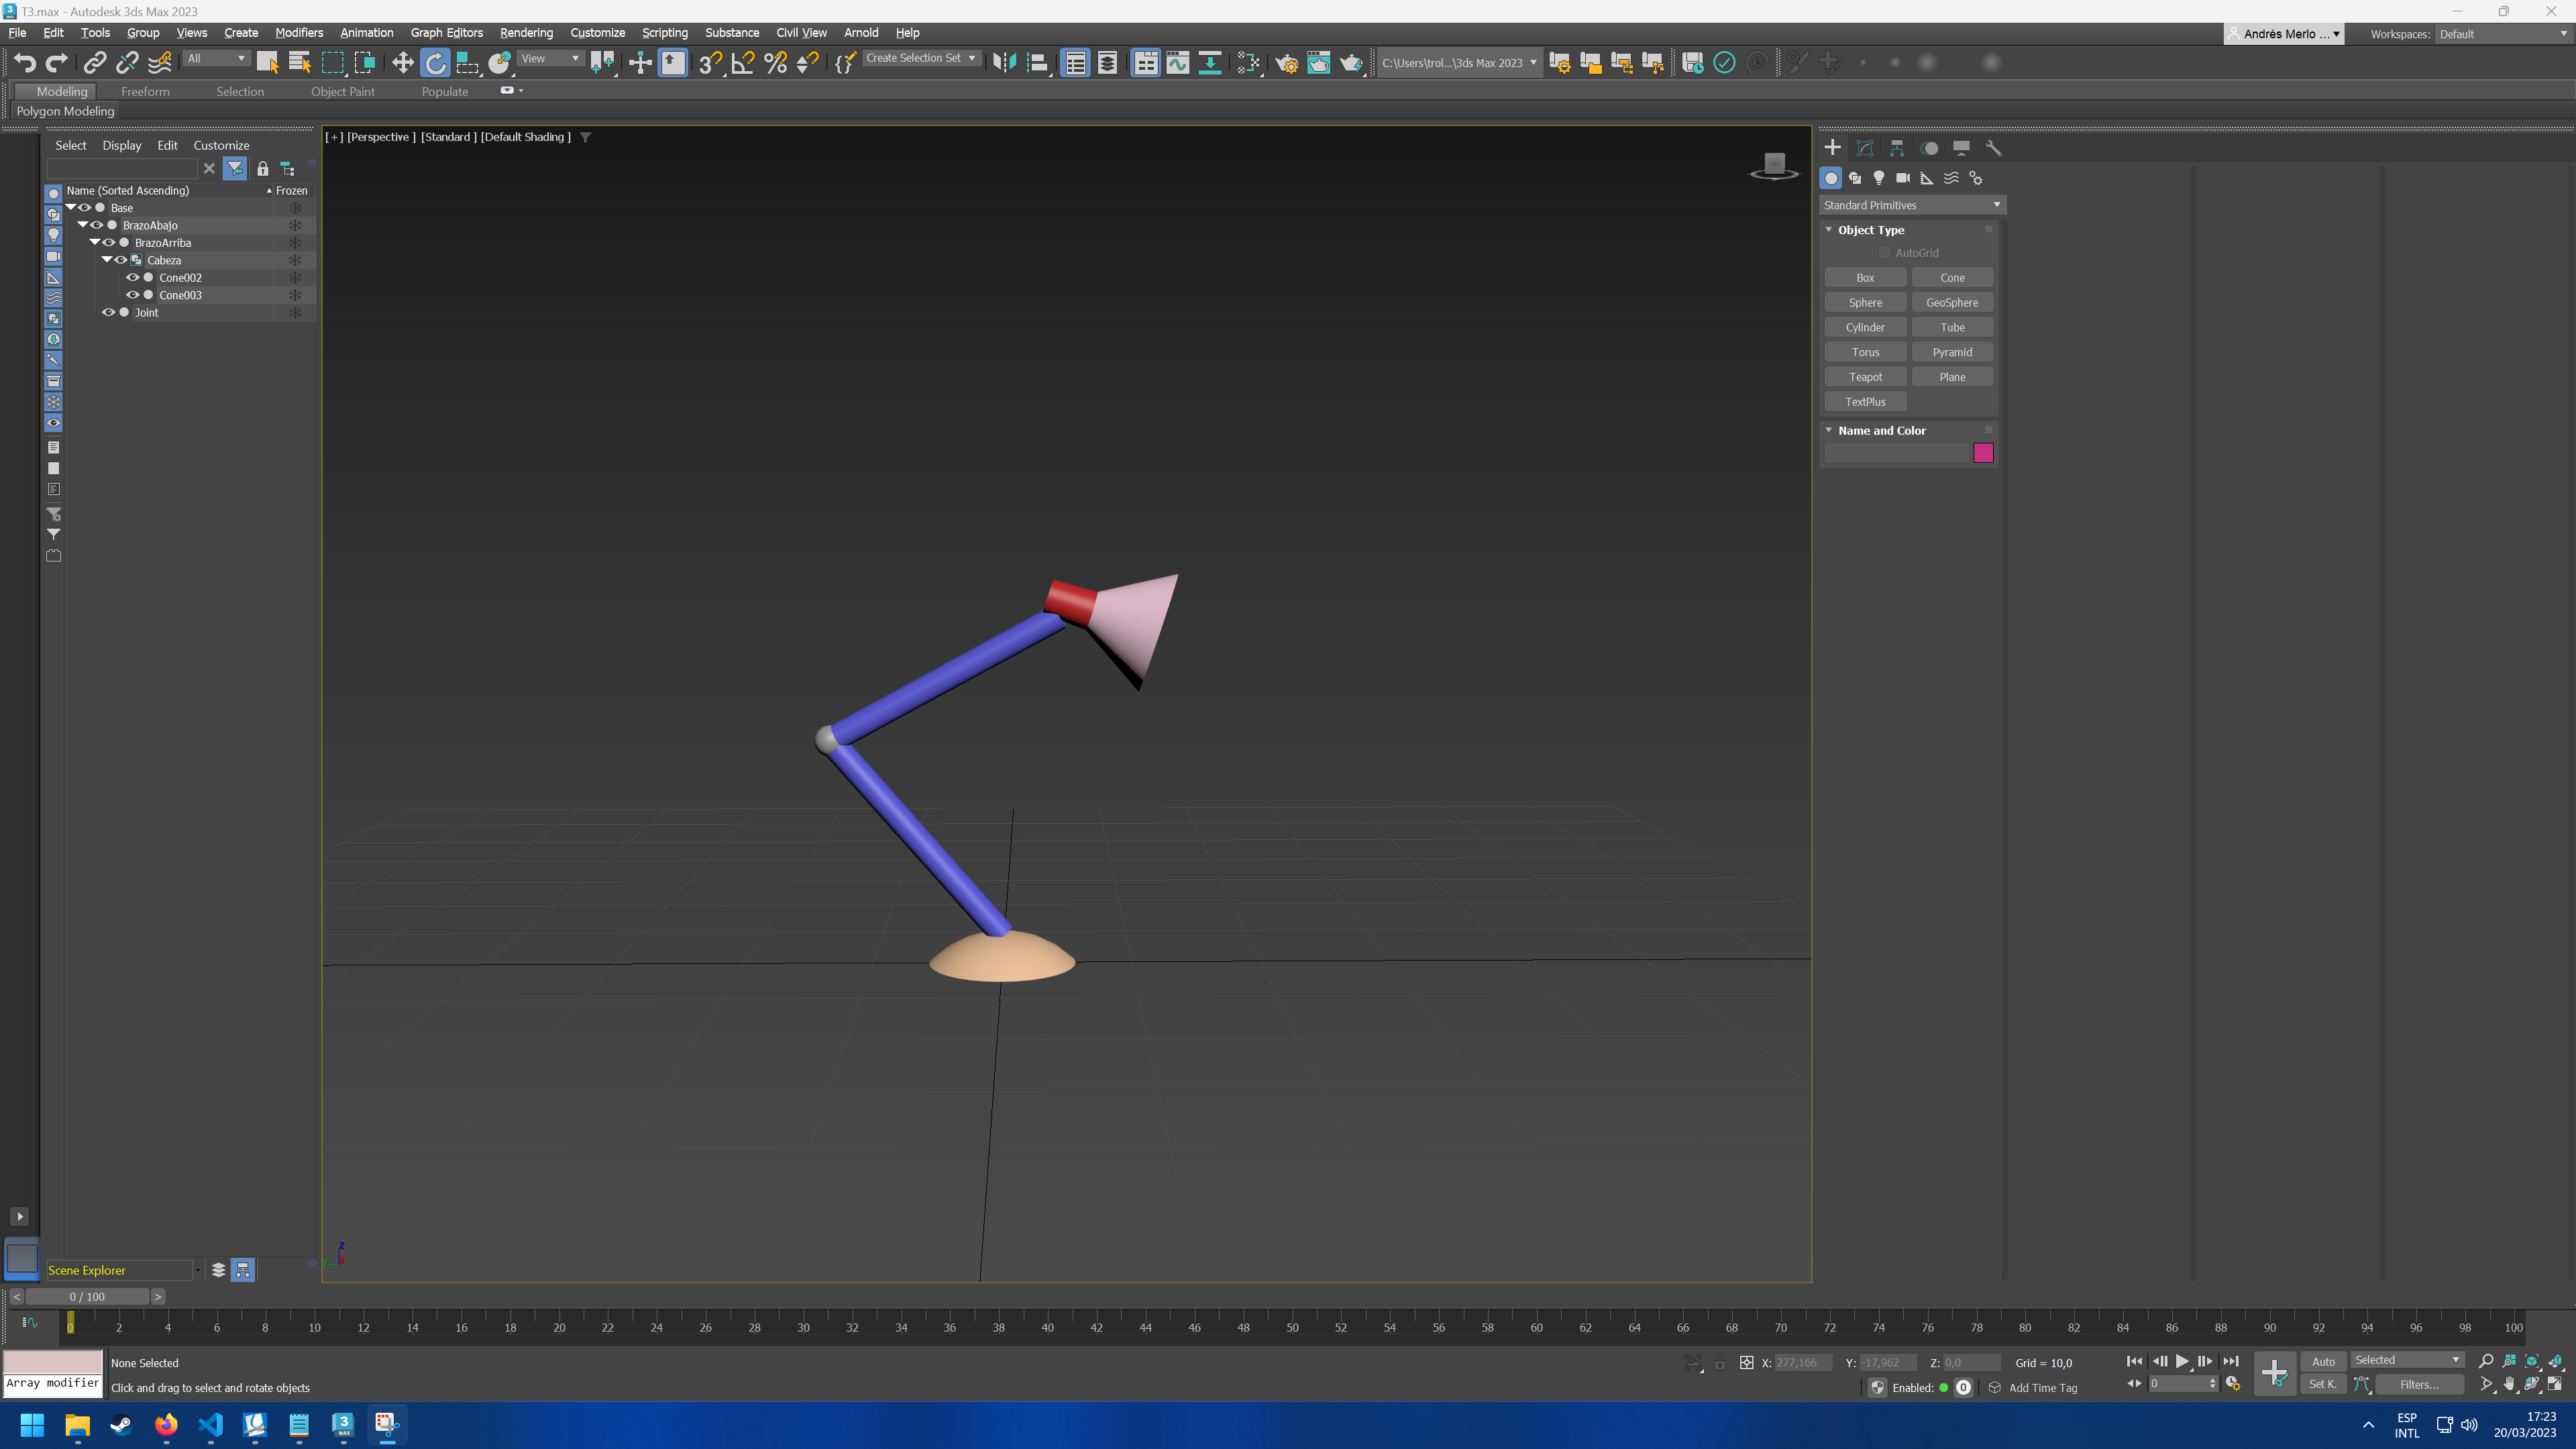 T3.max - Autodesk 3ds Max 2023
File Edit Tools Group Views Create Modifiers Animation Graph Editors Rendering Customize Scripting Substance Civil View Arnold Help
Andrés Merlo ... Workspaces: Default
All View Create Selection Set C:\Users\trol...\3ds Max 2023
Modeling Freeform Selection Object Paint Populate
Polygon Modeling
Select Display Edit Customize
Name (Sorted Ascending) Frozen
Base
BrazoAbajo
BrazoArriba
Cabeza
Cone002
Cone003
Joint
[+] [Perspective ] [Standard ] [Default Shading ]
Standard Primitives
Object Type
AutoGrid
Box Cone
Sphere GeoSphere
Cylinder Tube
Torus Pyramid
Teapot Plane
TextPlus
Name and Color
z
Scene Explorer
< 0 / 100 >
0 2 4 6 8 10 12 14 16 18 20 22 24 26 28 30 32 34 36 38 40 42 44 46 48 50 52 54 56 58 60 62 64 66 68 70 72 74 76 78 80 82 84 86 88 90 92 94 96 98 100
None Selected
X: 277,166 Y: -17,962 Z: 0,0 Grid = 10,0
Auto Selected
Array modifier
Click and drag to select and rotate objects
Enabled: 0 Add Time Tag
0 Set K. Filters...
ESP
INTL
17:23
20/03/2023